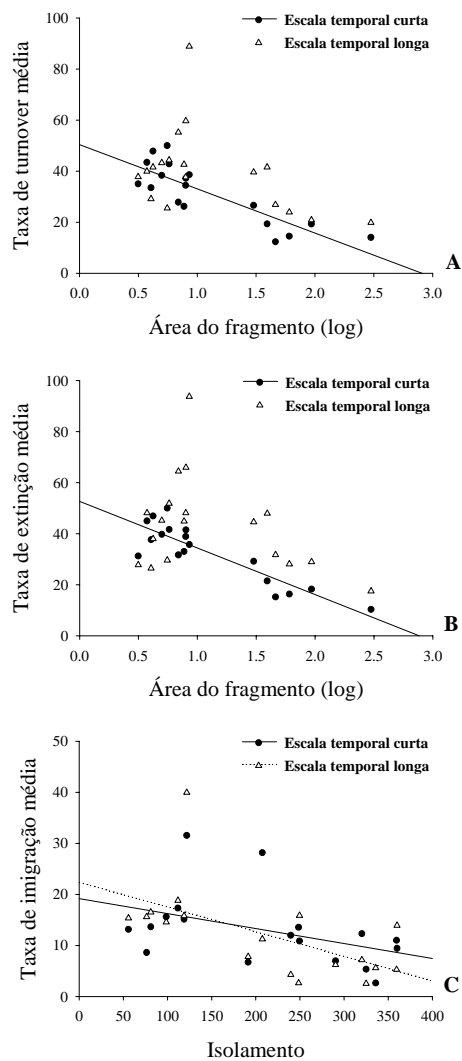 Escala temporal curta
Escala temporal longa
100
80
60
40
20
0
Taxa de turnover média
0.0 0.5 1.0 1.5 2.0 2.5 3.0
A
Área do fragmento (log)
Escala temporal curta
Escala temporal longa
100
80
60
40
20
0
Taxa de extinção média
0.0 0.5 1.0 1.5 2.0 2.5 3.0
B
Área do fragmento (log)
Escala temporal curta
Escala temporal longa
50
40
30
20
10
0
Taxa de imigração média
0 50 100 150 200 250 300 350 400
C
Isolamento